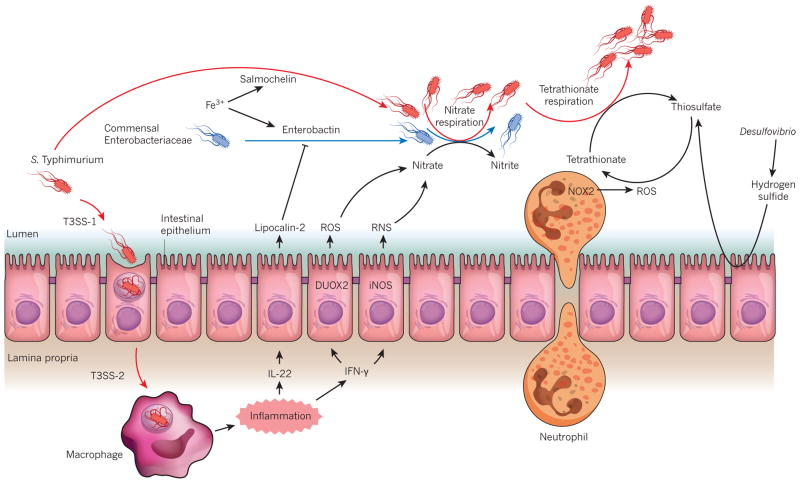 Salmochelin
Fe3+
Enterobactin
Commensal
Enterobacteriaceae
S. Typhimurium
T3SS-1
Lumen
Intestinal
epithelium
Lipocalin-2
ROS
RNS
Nitrate
respiration
Nitrate
Nitrite
Tetrathionate
respiration
Thiosulfate
Tetrathionate
NOX2
ROS
Desulfovibrio
Hydrogen
sulfide
DUOX2
iNOS
Lamina propria
T3SS-2
IL-22
IFN-γ
Inflammation
Macrophage
Neutrophil